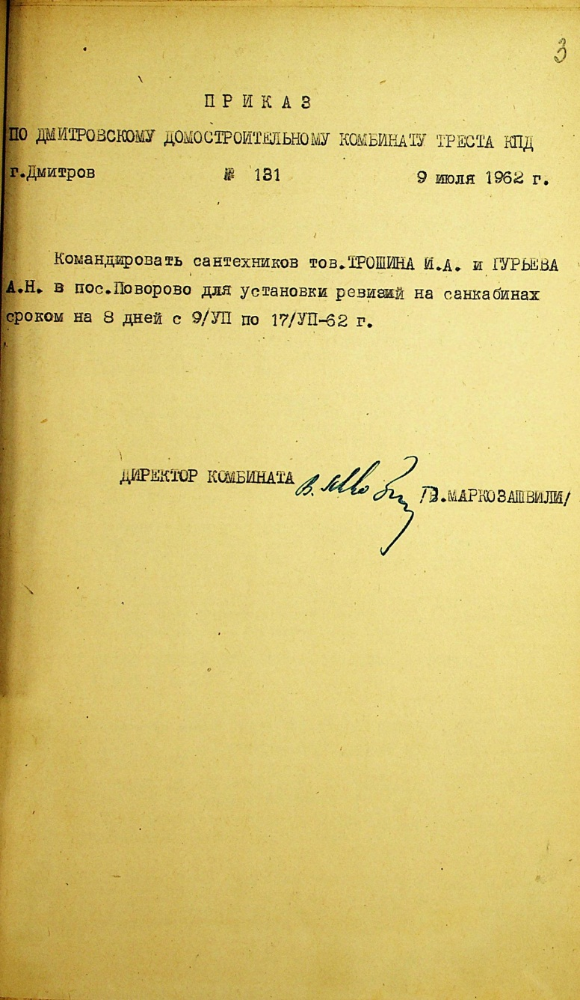 3
ПРИКАЗ
ПО ДМИТРОВСКОМУ ДОМОСТРОИТЕЛЬНОМУ КОМБИНАТУ ТРЕСТА КПД
г.Дмитров № 131 9 июля 1962 г.
Командировать сантехников тов.ТРОШИНА И.А. и ГУРЬЕВА
А.Н. в пос.Поворово для установки ревизий на санкабинах
сроком на 8 дней с 9/УП по 17/УП-62 г.
ДИРЕКТОР КОМБИНАТА /В.МАРКОЗАШВИЛИ/